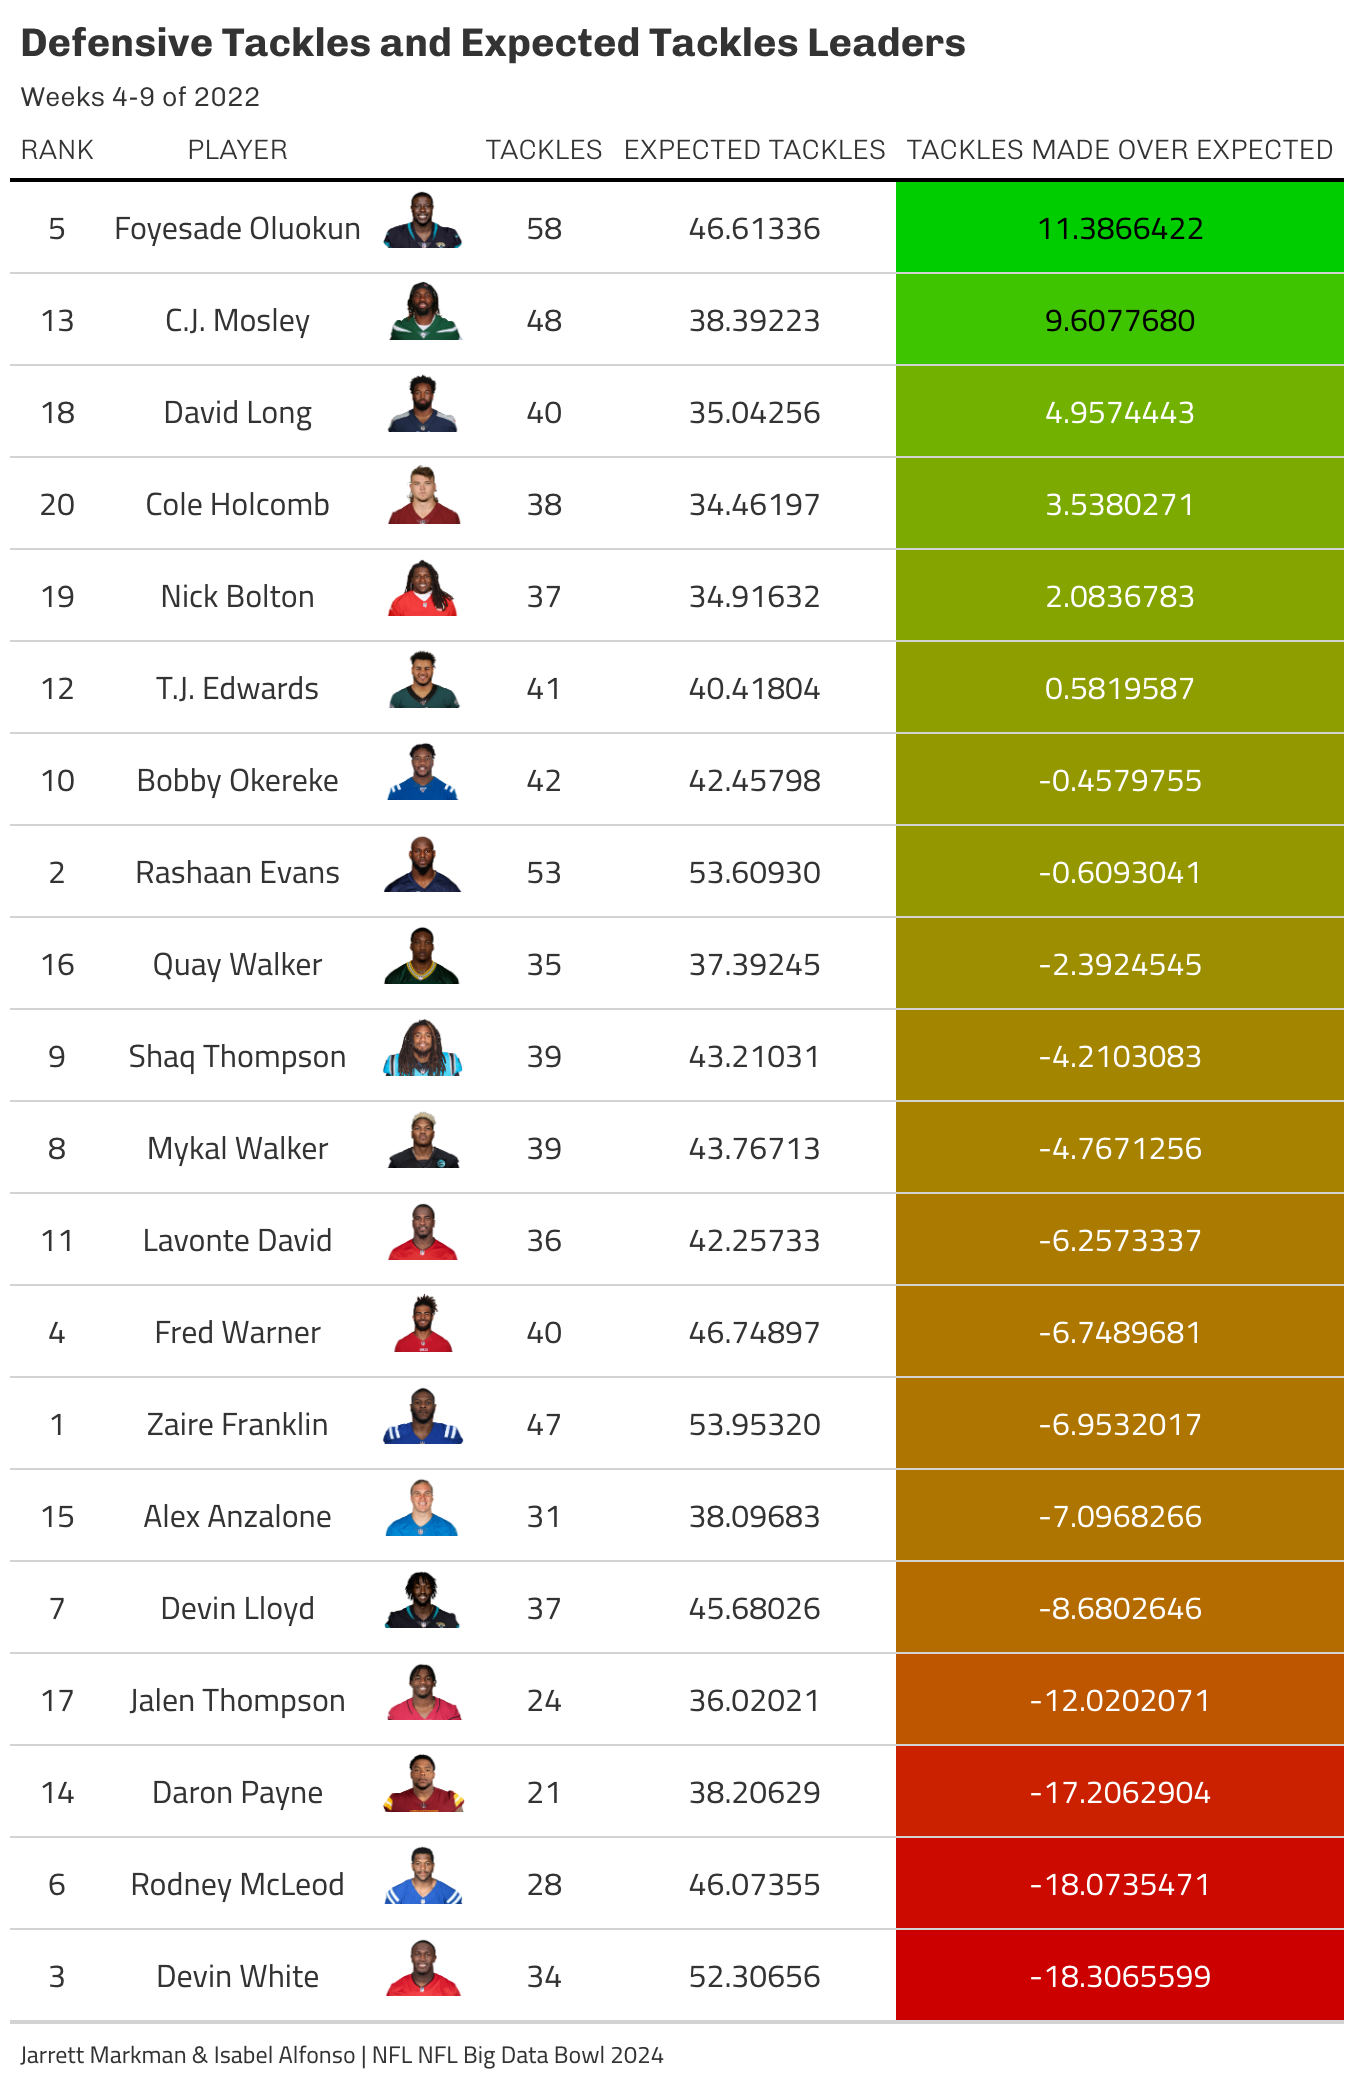 Defensive Tackles and Expected Tackles Leaders
Weeks 4-9 of 2022
RANK PLAYER TACKLES EXPECTED TACKLES TACKLES MADE OVER EXPECTED
5 Foyesade Oluokun 58 46.61336 11.3866422
13 C.J. Mosley 48 38.39223 9.6077680
18 David Long 40 35.04256 4.9574443
20 Cole Holcomb 38 34.46197 3.5380271
19 Nick Bolton 37 34.91632 2.0836783
12 T.J. Edwards 41 40.41804 0.5819587
10 Bobby Okereke 42 42.45798 -0.4579755
2 Rashaan Evans 53 53.60930 -0.6093041
16 Quay Walker 35 37.39245 -2.3924545
9 Shaq Thompson 39 43.21031 -4.2103083
8 Mykal Walker 39 43.76713 -4.7671256
11 Lavonte David 36 42.25733 -6.2573337
4 Fred Warner 40 46.74897 -6.7489681
1 Zaire Franklin 47 53.95320 -6.9532017
15 Alex Anzalone 31 38.09683 -7.0968266
7 Devin Lloyd 37 45.68026 -8.6802646
17 Jalen Thompson 24 36.02021 -12.0202071
14 Daron Payne 21 38.20629 -17.2062904
6 Rodney McLeod 28 46.07355 -18.0735471
3 Devin White 34 52.30656 -18.3065599
Jarrett Markman & Isabel Alfonso | NFL NFL Big Data Bowl 2024